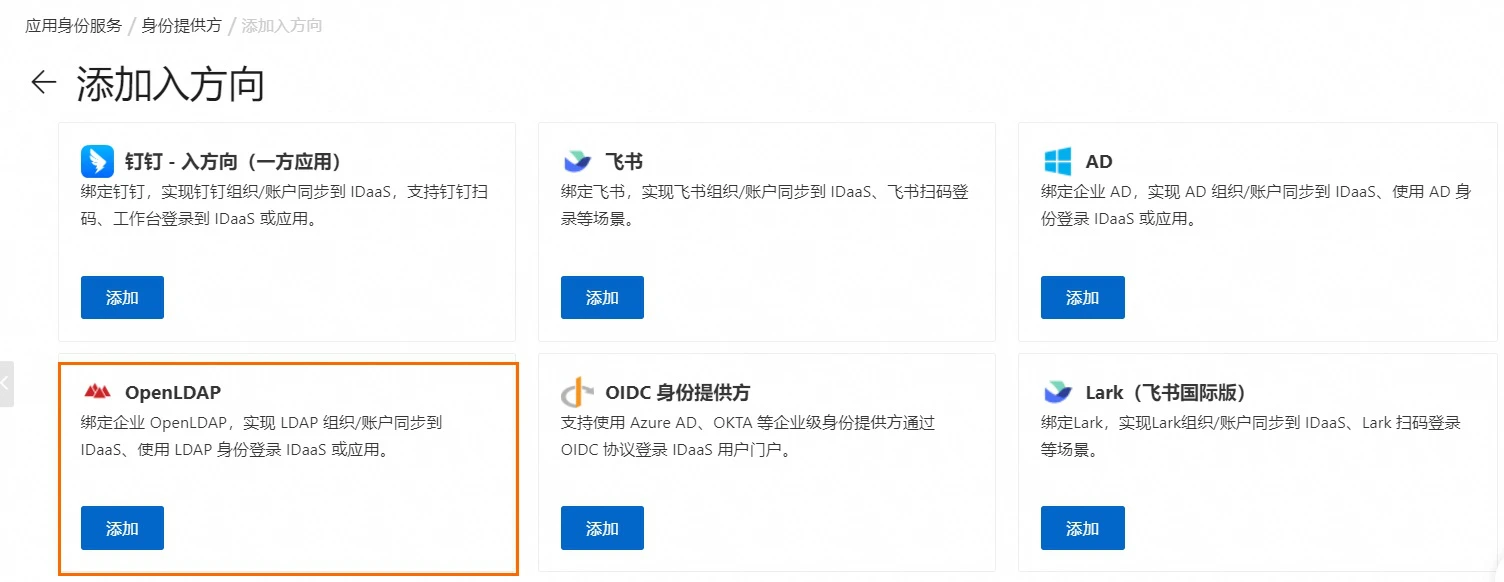 应用身份服务 / 身份提供方 / 添加入方向
添加入方向
钉钉 - 入方向（一方应用）
绑定钉钉，实现钉钉组织/账户同步到 IDaaS，支持钉钉扫
码、工作台登录到 IDaaS 或应用。
添加
飞书
绑定飞书，实现飞书组织/账户同步到 IDaaS、飞书扫码登
录等场景。
添加
AD
绑定企业 AD，实现 AD 组织/账户同步到 IDaaS、使用 AD 身
份登录 IDaaS 或应用。
添加
OpenLDAP
绑定企业 OpenLDAP，实现 LDAP 组织/账户同步到
IDaaS、使用 LDAP 身份登录 IDaaS 或应用。
添加
OIDC 身份提供方
支持使用 Azure AD、OKTA 等企业级身份提供方通过
OIDC 协议登录 IDaaS 用户门户。
添加
Lark（飞书国际版）
绑定Lark，实现Lark组织/账户同步到 IDaaS、Lark 扫码登录
等场景。
添加